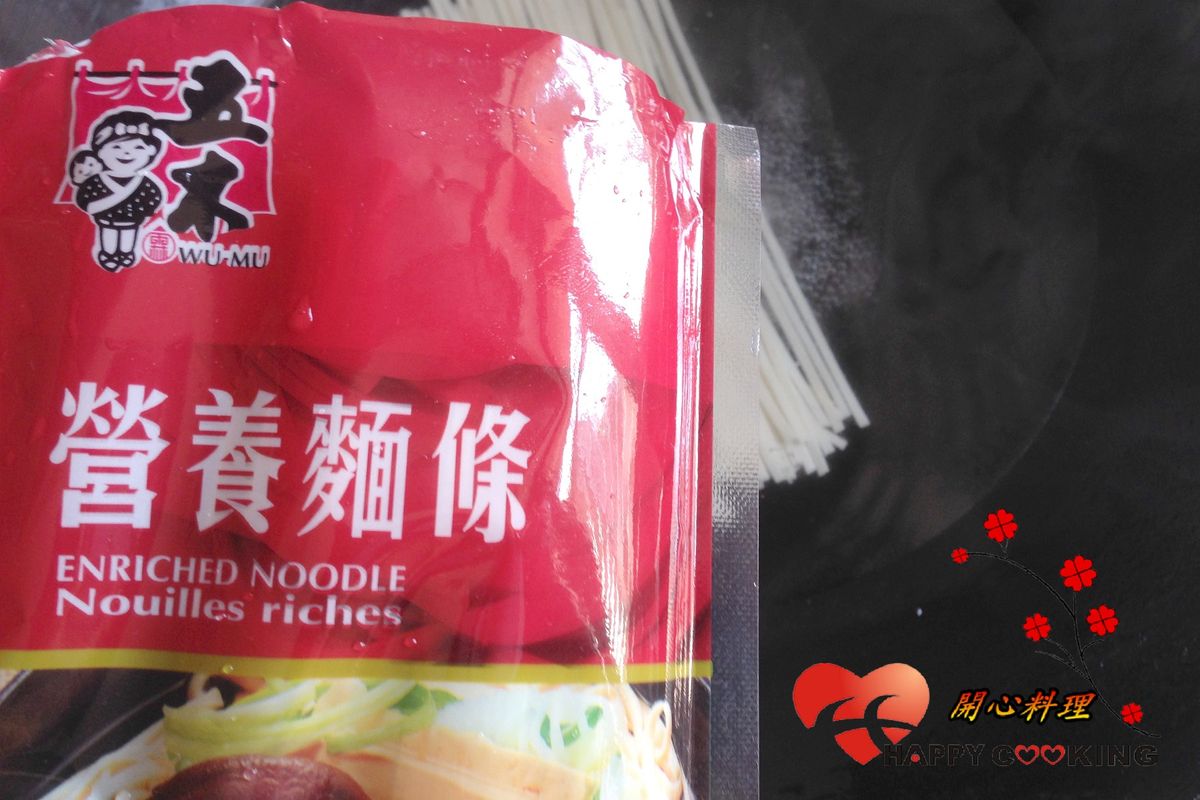 五木
WU-MU
營養麵條
ENRICHED NOODLE
Nouilles riches
開心料理
HAPPY COOKING